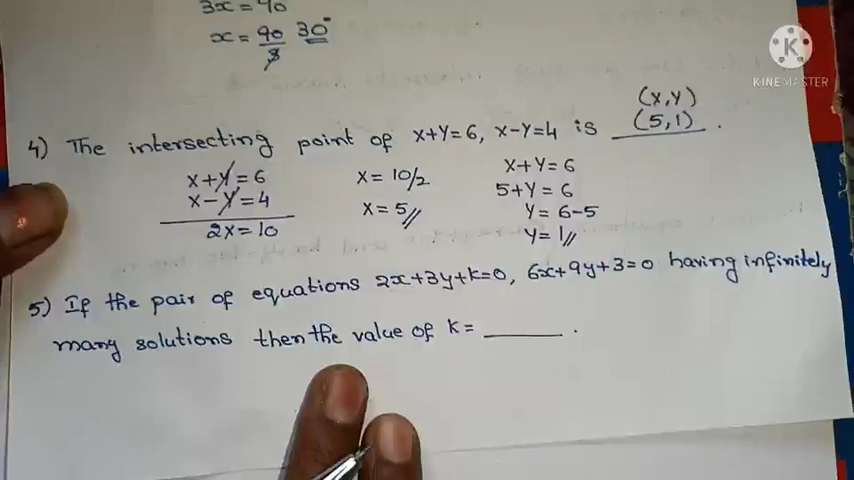 3x = 90
x = 90/3 30°
KINEMASTER
4) The intersecting point of x+y=6, x-y=4 is (5,1).
(x,y)
x+y=6
x-y=4
2x=10
x= 10/2
x= 5//
x+y=6
5+y=6
y=6-5
y=1//
5) If the pair of equations 2x+3y+k=0, 6x+9y+3=0 having infinitely
many solutions then the value of k= ______ .